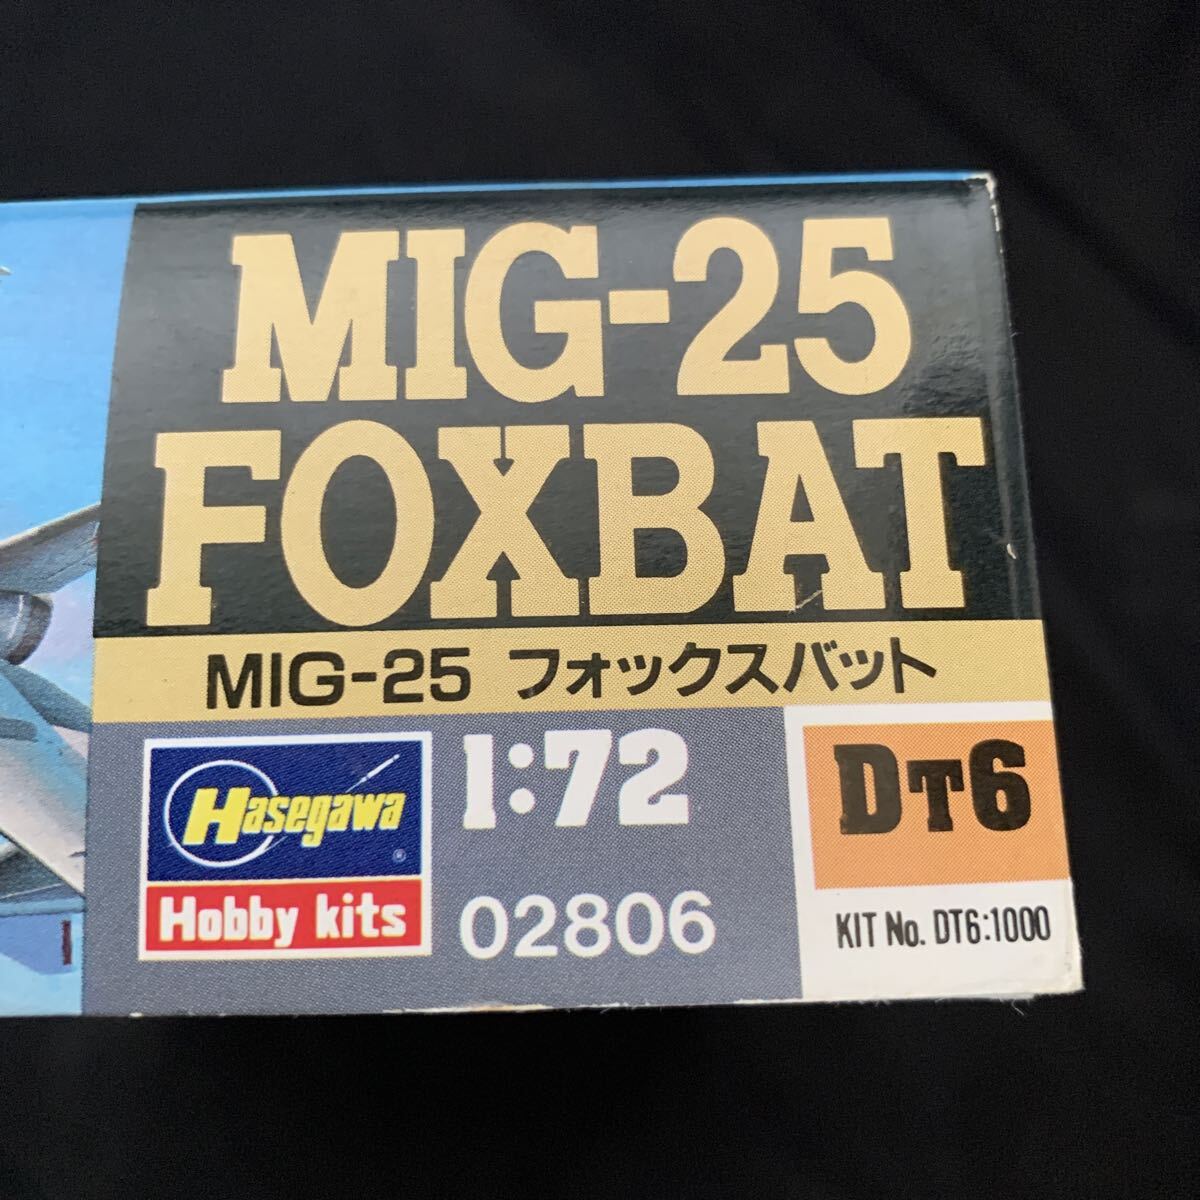 MIG-25
FOXBAT
MIG-25 フォックスバット
Hasegawa
®
Hobby kits
1:72
02806
DT6
KIT No. DT6:1000